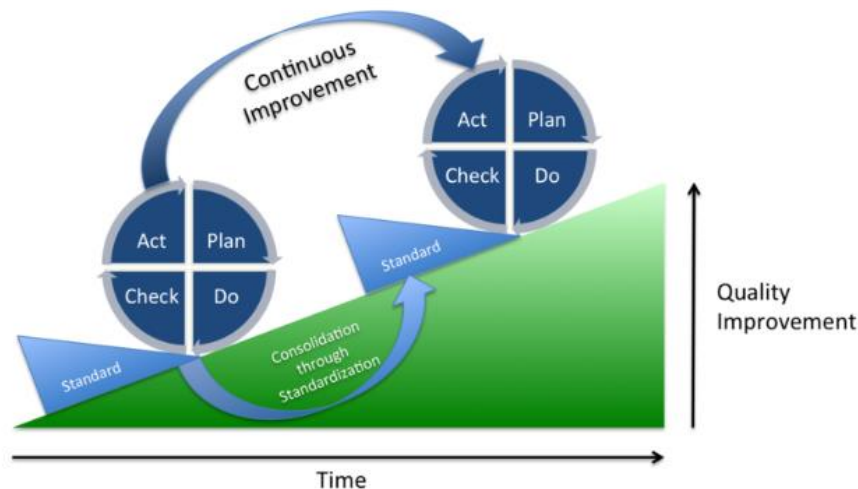 Continuous
Improvement
Act
Plan
Check
Do
Standard
Act
Plan
Check
Do
Standard
Consolidation
through
Standardization
Quality
Improvement
Time